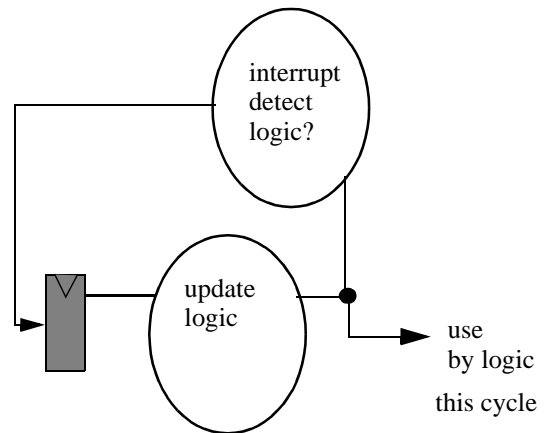 interrupt
detect
logic?
update
logic
use
by logic
this cycle